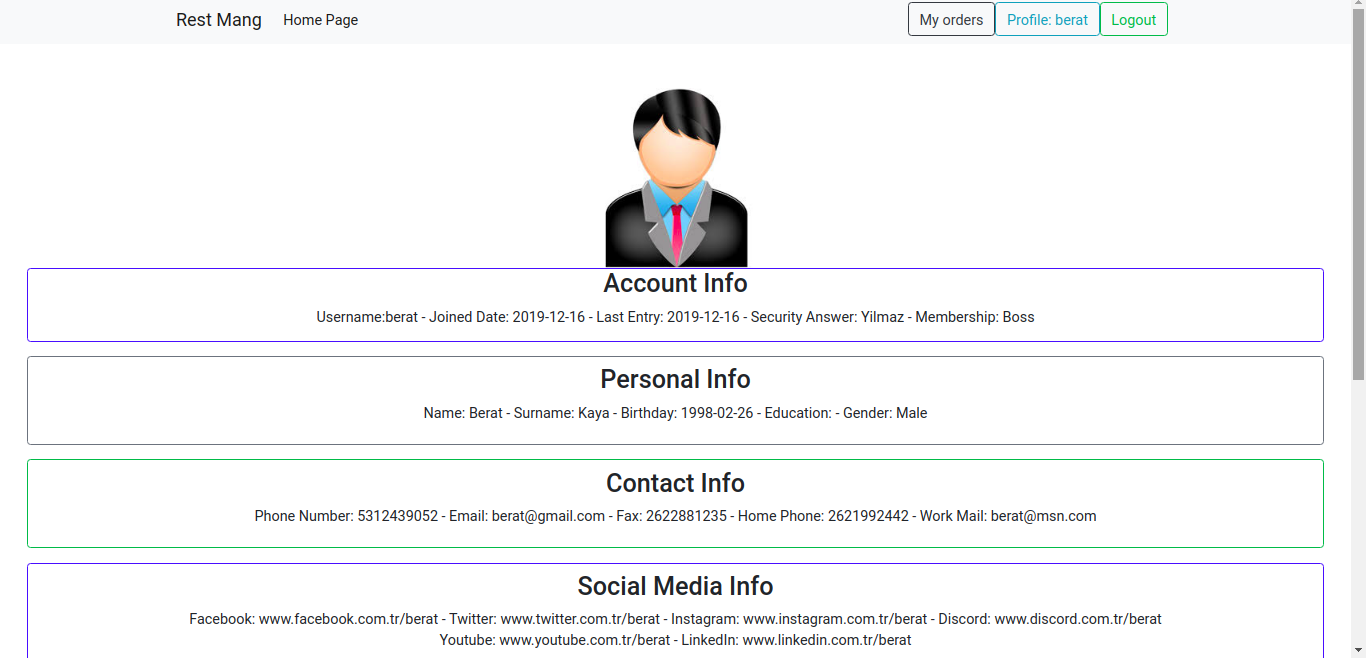 Rest Mang Home Page My orders Profile: berat Logout
Account Info
Username:berat - Joined Date: 2019-12-16 - Last Entry: 2019-12-16 - Security Answer: Yilmaz - Membership: Boss
Personal Info
Name: Berat - Surname: Kaya - Birthday: 1998-02-26 - Education: - Gender: Male
Contact Info
Phone Number: 5312439052 - Email: berat@gmail.com - Fax: 2622881235 - Home Phone: 2621992442 - Work Mail: berat@msn.com
Social Media Info
Facebook: www.facebook.com.tr/berat - Twitter: www.twitter.com.tr/berat - Instagram: www.instagram.com.tr/berat - Discord: www.discord.com.tr/berat
Youtube: www.youtube.com.tr/berat - LinkedIn: www.linkedin.com.tr/berat